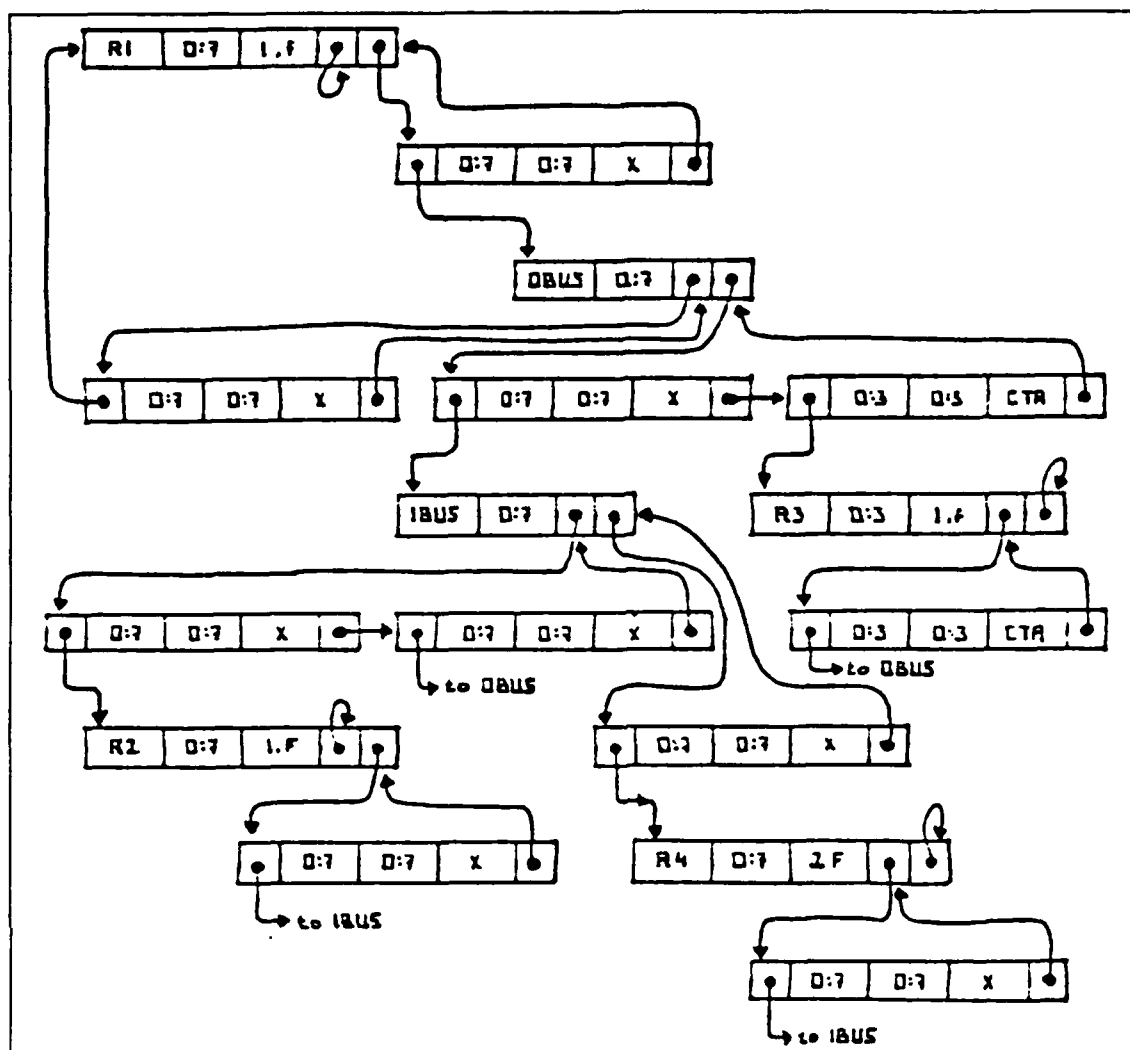 R1 0:7 1.F
0:7 0:7 X
OBUS 0:7
0:7 0:7 X
0:7 0:7 X
0:3 0:3 CTR
IBUS 0:7
R3 0:3 1.F
0:7 0:7 X
0:7 0:7 X
0:3 0:3 CTR
to OBUS
to OBUS
R2 0:7 1.F
0:7 0:7 X
0:7 0:7 X
R4 0:7 1F
to IBUS
0:7 0:7 X
to IBUS